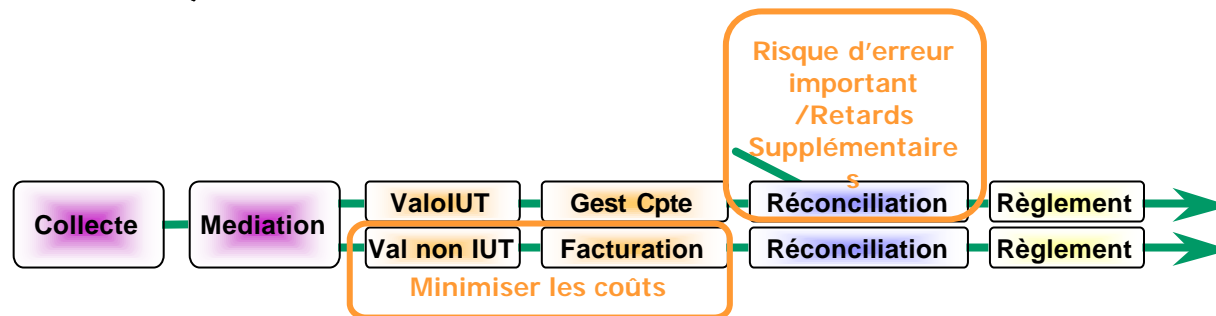 Risque d'erreur
important
/Retards
Supplémentaire
s
Collecte
Mediation
ValoIUT
Gest Cpte
Réconciliation
Règlement
Val non IUT
Facturation
Réconciliation
Règlement
Minimiser les coûts